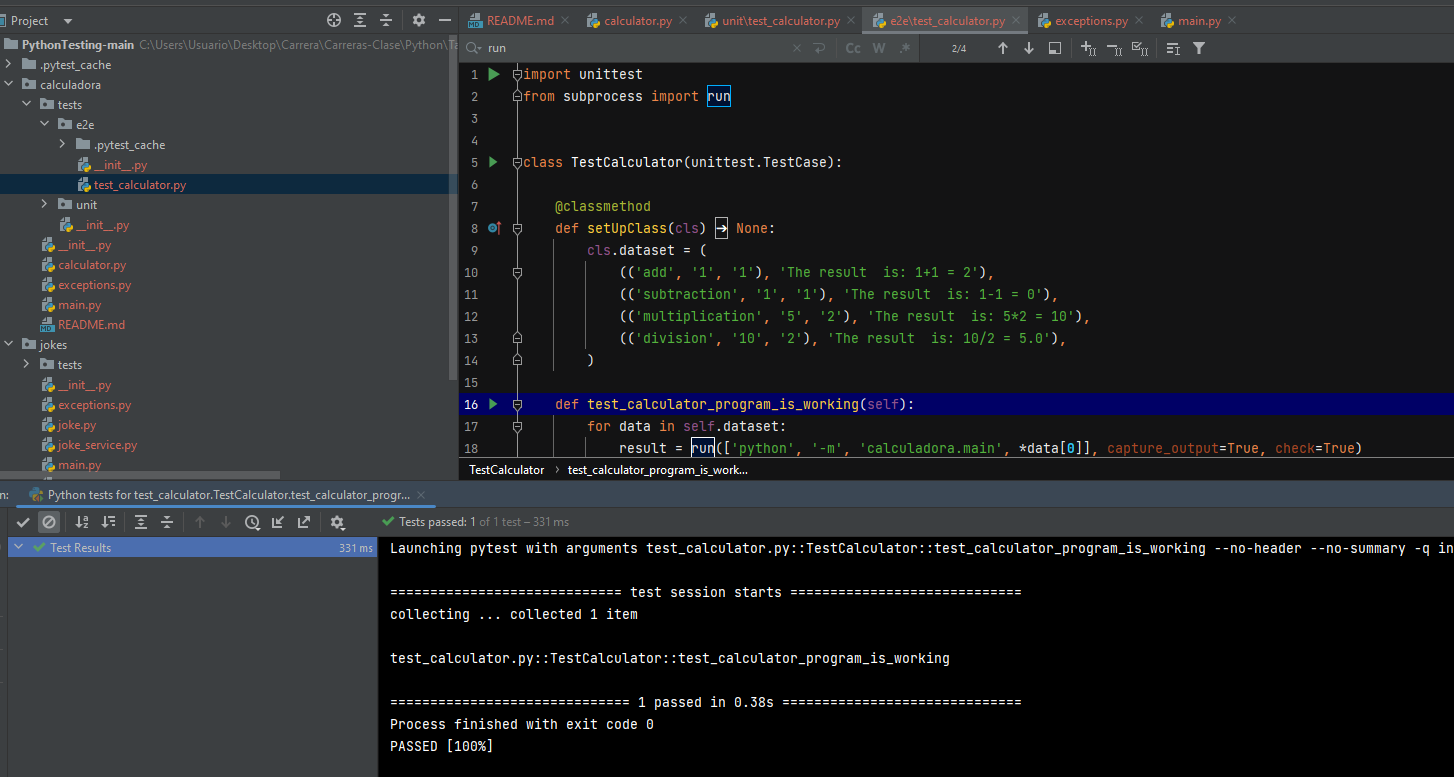 Project
README.md
calculator.py
unit\test_calculator.py
e2e\test_calculator.py
exceptions.py
main.py
PythonTesting-main C:\Users\Usuario\Desktop\Carrera\Carreras-Clase\Python\Ta
.pytest_cache
calculadora
tests
e2e
.pytest_cache
__init__.py
test_calculator.py
unit
__init__.py
__init__.py
calculator.py
exceptions.py
main.py
README.md
jokes
tests
__init__.py
exceptions.py
joke.py
joke_service.py
main.py
run
Cc W .* 2/4
1 import unittest
2 from subprocess import run
3
4
5 class TestCalculator(unittest.TestCase):
6
7 @classmethod
8 def setUpClass(cls) → None:
9 cls.dataset = (
10 (('add', '1', '1'), 'The result  is: 1+1 = 2'),
11 (('subtraction', '1', '1'), 'The result  is: 1-1 = 0'),
12 (('multiplication', '5', '2'), 'The result  is: 5*2 = 10'),
13 (('division', '10', '2'), 'The result  is: 10/2 = 5.0'),
14 )
15
16 def test_calculator_program_is_working(self):
17 for data in self.dataset:
18 result = run(['python', '-m', 'calculadora.main', *data[0]], capture_output=True, check=True)
TestCalculator › test_calculator_program_is_work...
n: Python tests for test_calculator.TestCalculator.test_calculator_progr...
Tests passed: 1 of 1 test – 331 ms
Test Results 331 ms
Launching pytest with arguments test_calculator.py::TestCalculator::test_calculator_program_is_working --no-header --no-summary -q in
============================= test session starts =============================
collecting ... collected 1 item
test_calculator.py::TestCalculator::test_calculator_program_is_working
============================== 1 passed in 0.38s ==============================
Process finished with exit code 0
PASSED [100%]